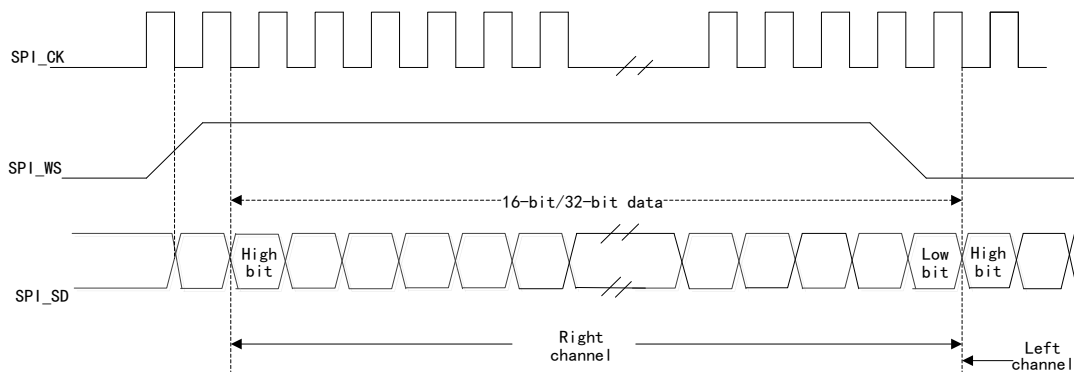 SPI_CK
SPI_WS
16-bit/32-bit data
High
bit
Low
bit
High
bit
SPI_SD
Right
channel
Left
channel